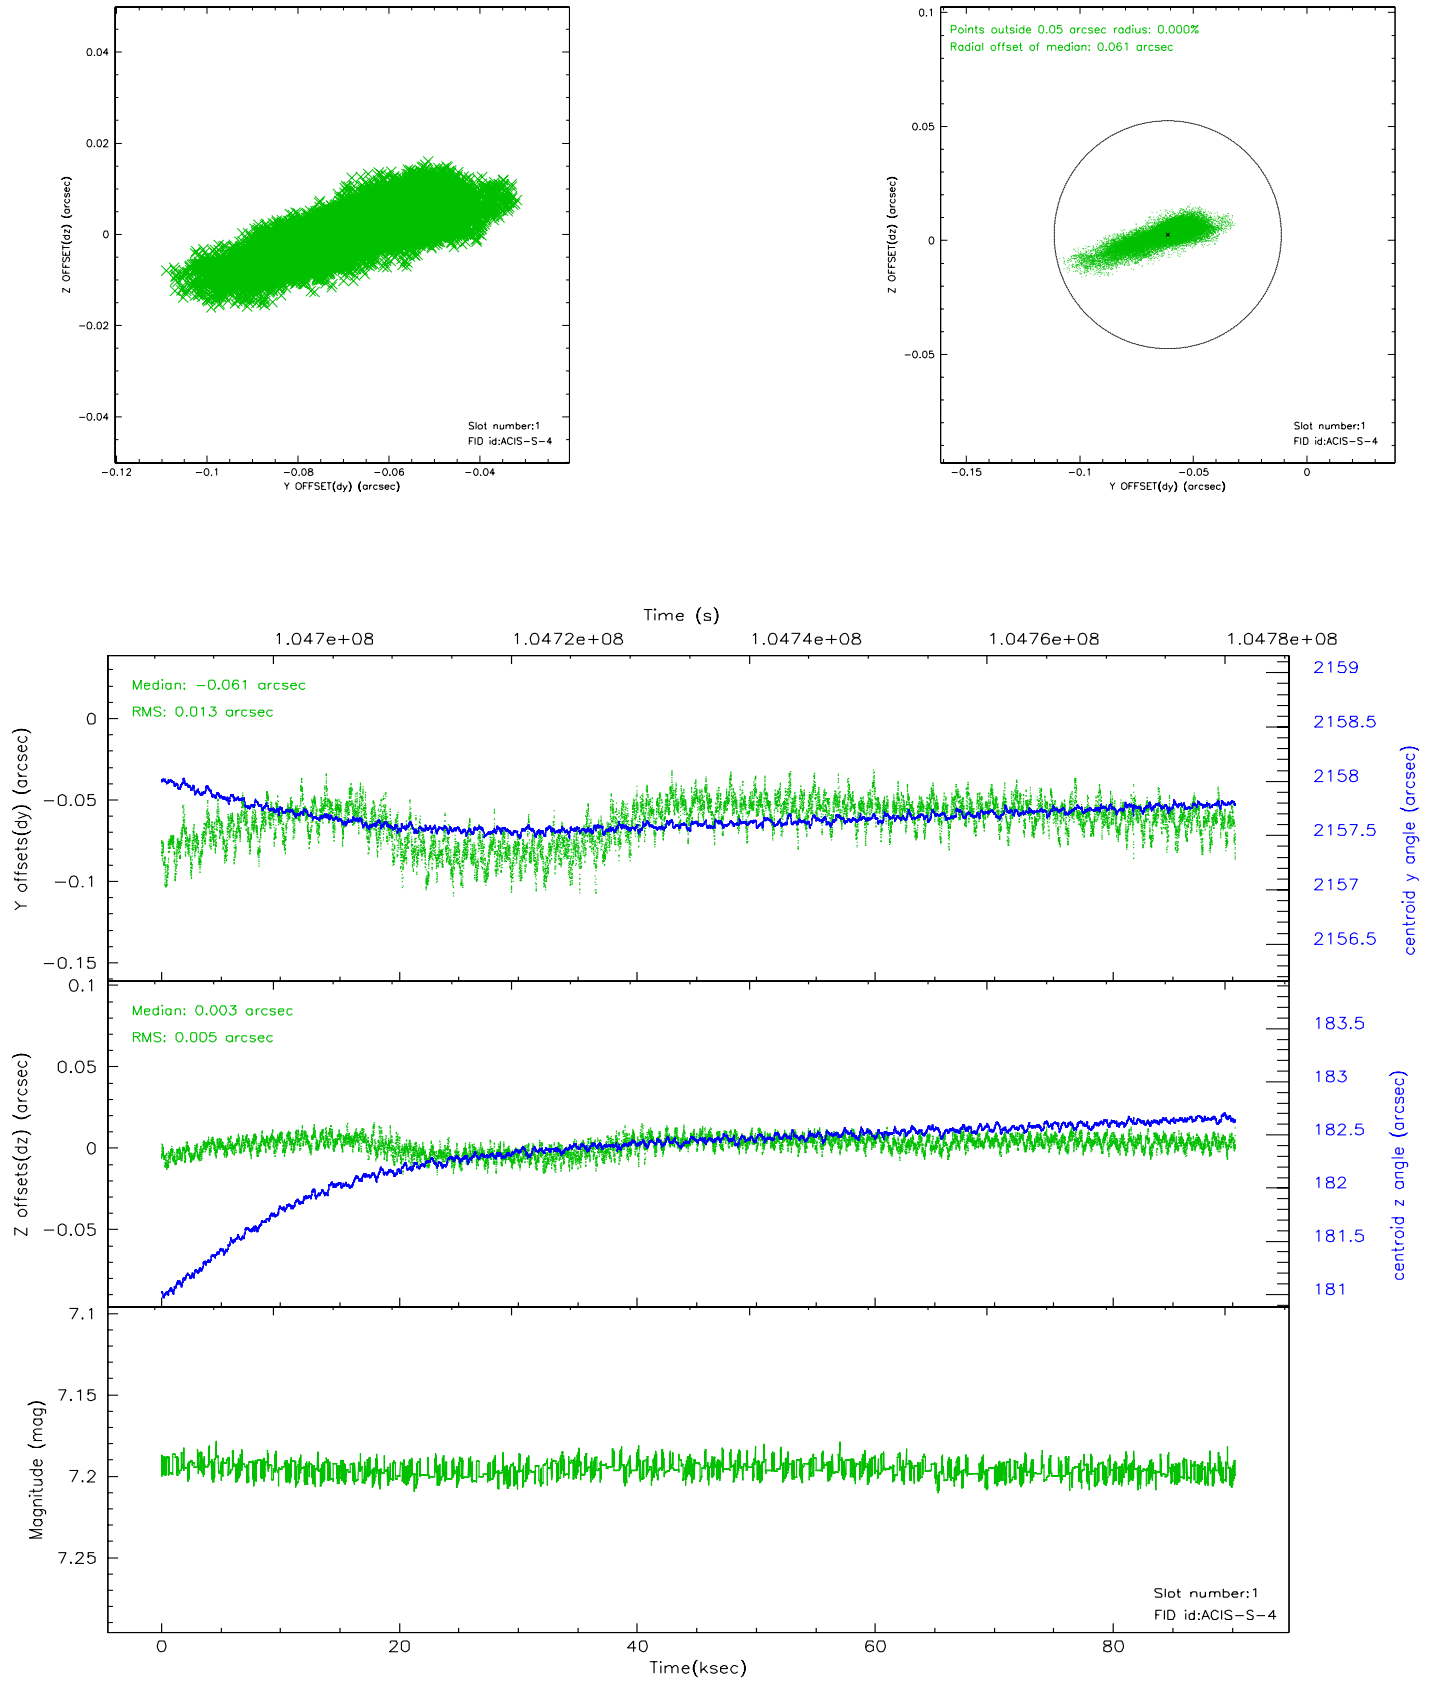 0.04
0.02
0
−0.02
−0.04
Z OFFSET(dz) (arcsec)
Slot number:1
FID id:ACIS−S−4
−0.12
−0.1
−0.08
−0.06
−0.04
Y OFFSET(dy) (arcsec)
0.1
0.05
0
−0.05
Z OFFSET(dz) (arcsec)
Points outside 0.05 arcsec radius: 0.000%
Radial offset of median: 0.061 arcsec
Slot number:1
FID id:ACIS−S−4
−0.15
−0.1
−0.05
0
Y OFFSET(dy) (arcsec)
Time (s)
1.047e+08
1.0472e+08
1.0474e+08
1.0476e+08
1.0478e+08
Median: −0.061 arcsec
RMS: 0.013 arcsec
0
−0.05
−0.1
−0.15
Y offsets(dy) (arcsec)
2159
2158.5
2158
2157.5
2157
2156.5
centroid y angle (arcsec)
Median: 0.003 arcsec
RMS: 0.005 arcsec
0.1
0.05
0
−0.05
Z offsets(dz) (arcsec)
183.5
183
182.5
182
181.5
181
centroid z angle (arcsec)
7.1
7.15
7.2
7.25
Magnitude (mag)
Slot number:1
FID id:ACIS−S−4
0
20
40
60
80
Time(ksec)